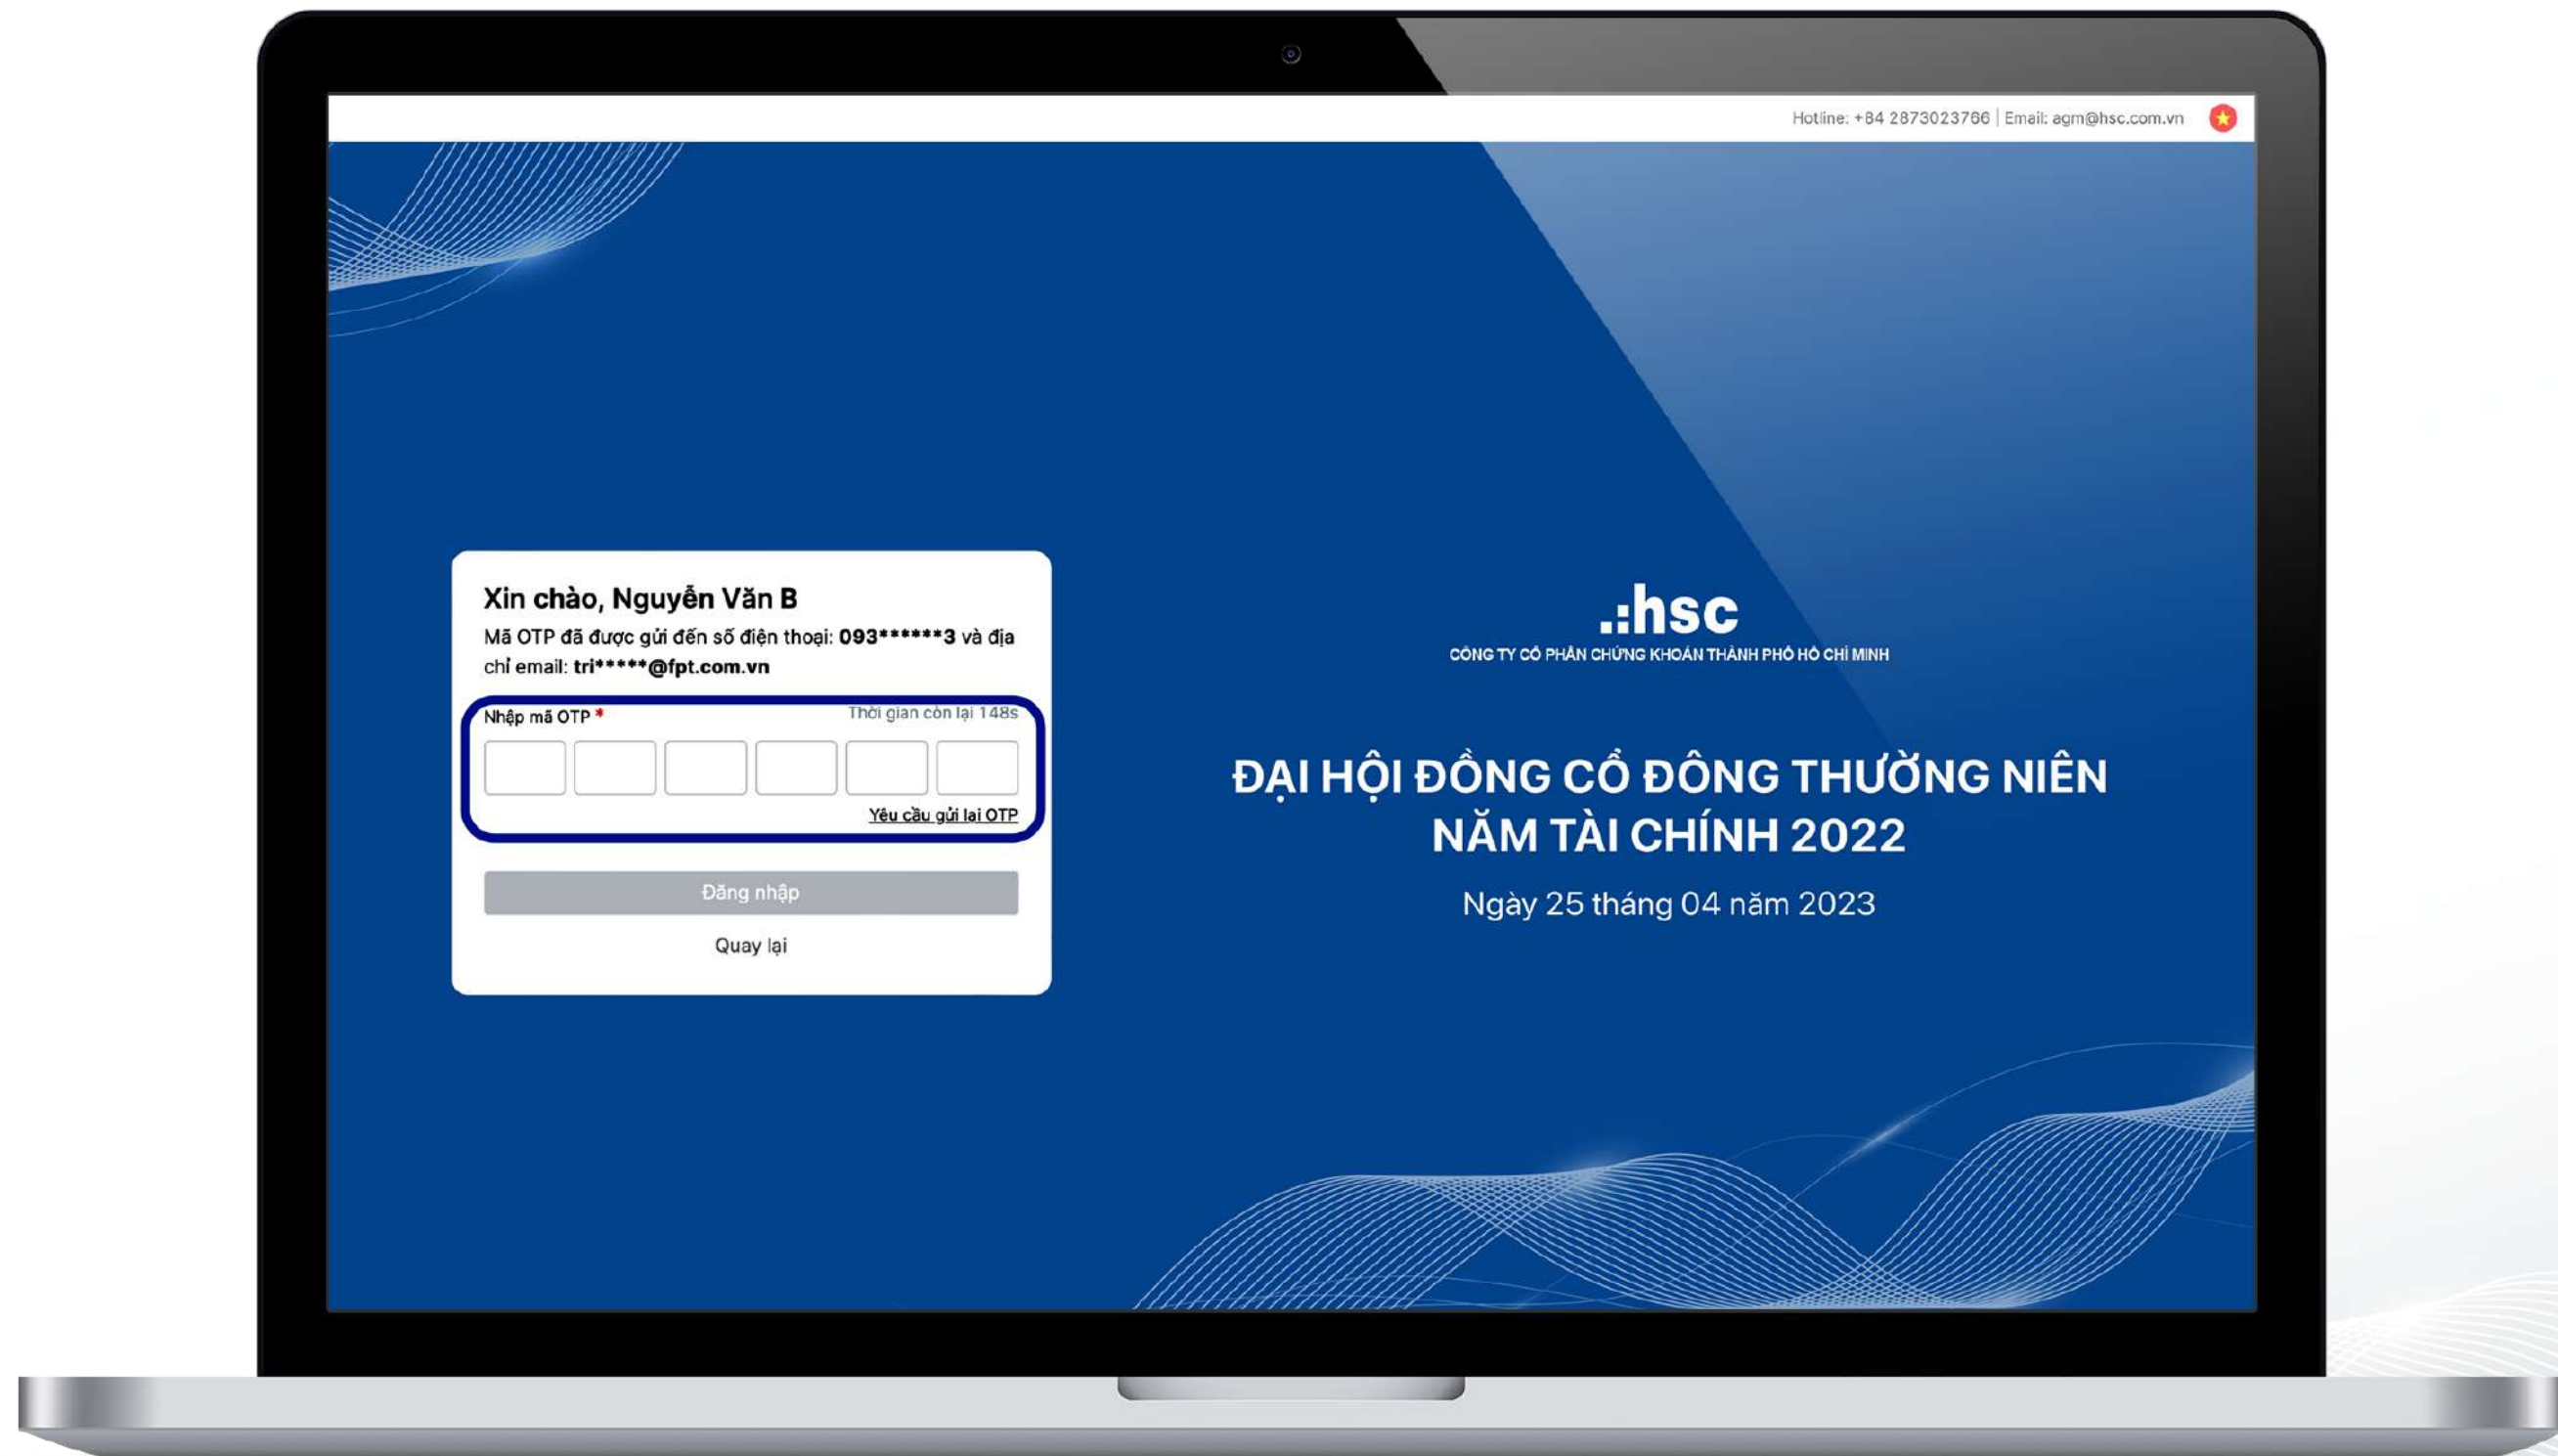 Hotline: +84 2873023766 | Email: agm@hsc.com.vn
Xin chào, Nguyễn Văn B
Mã OTP đã được gửi đến số điện thoại: 093******3 và địa
chỉ email: tri*****@fpt.com.vn
Nhập mã OTP *
Thời gian còn lại 148s
Yêu cầu gửi lại OTP
Đăng nhập
Quay lại
.:hsc
CÔNG TY CỔ PHẦN CHỨNG KHOÁN THÀNH PHỐ HỒ CHÍ MINH
ĐẠI HỘI ĐỒNG CỔ ĐÔNG THƯỜNG NIÊN
NĂM TÀI CHÍNH 2022
Ngày 25 tháng 04 năm 2023